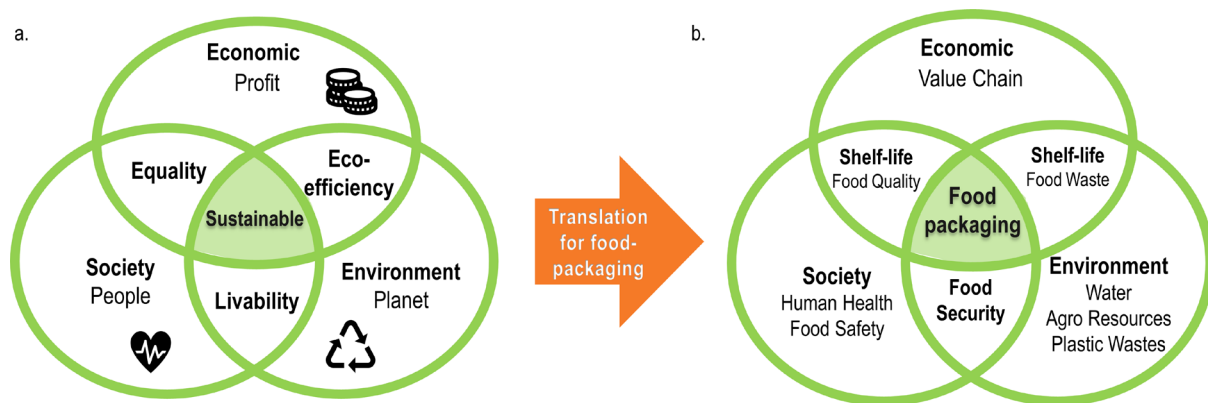 a.
Economic
Profit
Equality
Eco-
efficiency
Sustainable
Society
People
Livability
Environment
Planet
Translation
for food-
packaging
b.
Economic
Value Chain
Shelf-life
Food Quality
Shelf-life
Food Waste
Food
packaging
Society
Human Health
Food Safety
Food
Security
Environment
Water
Agro Resources
Plastic Wastes